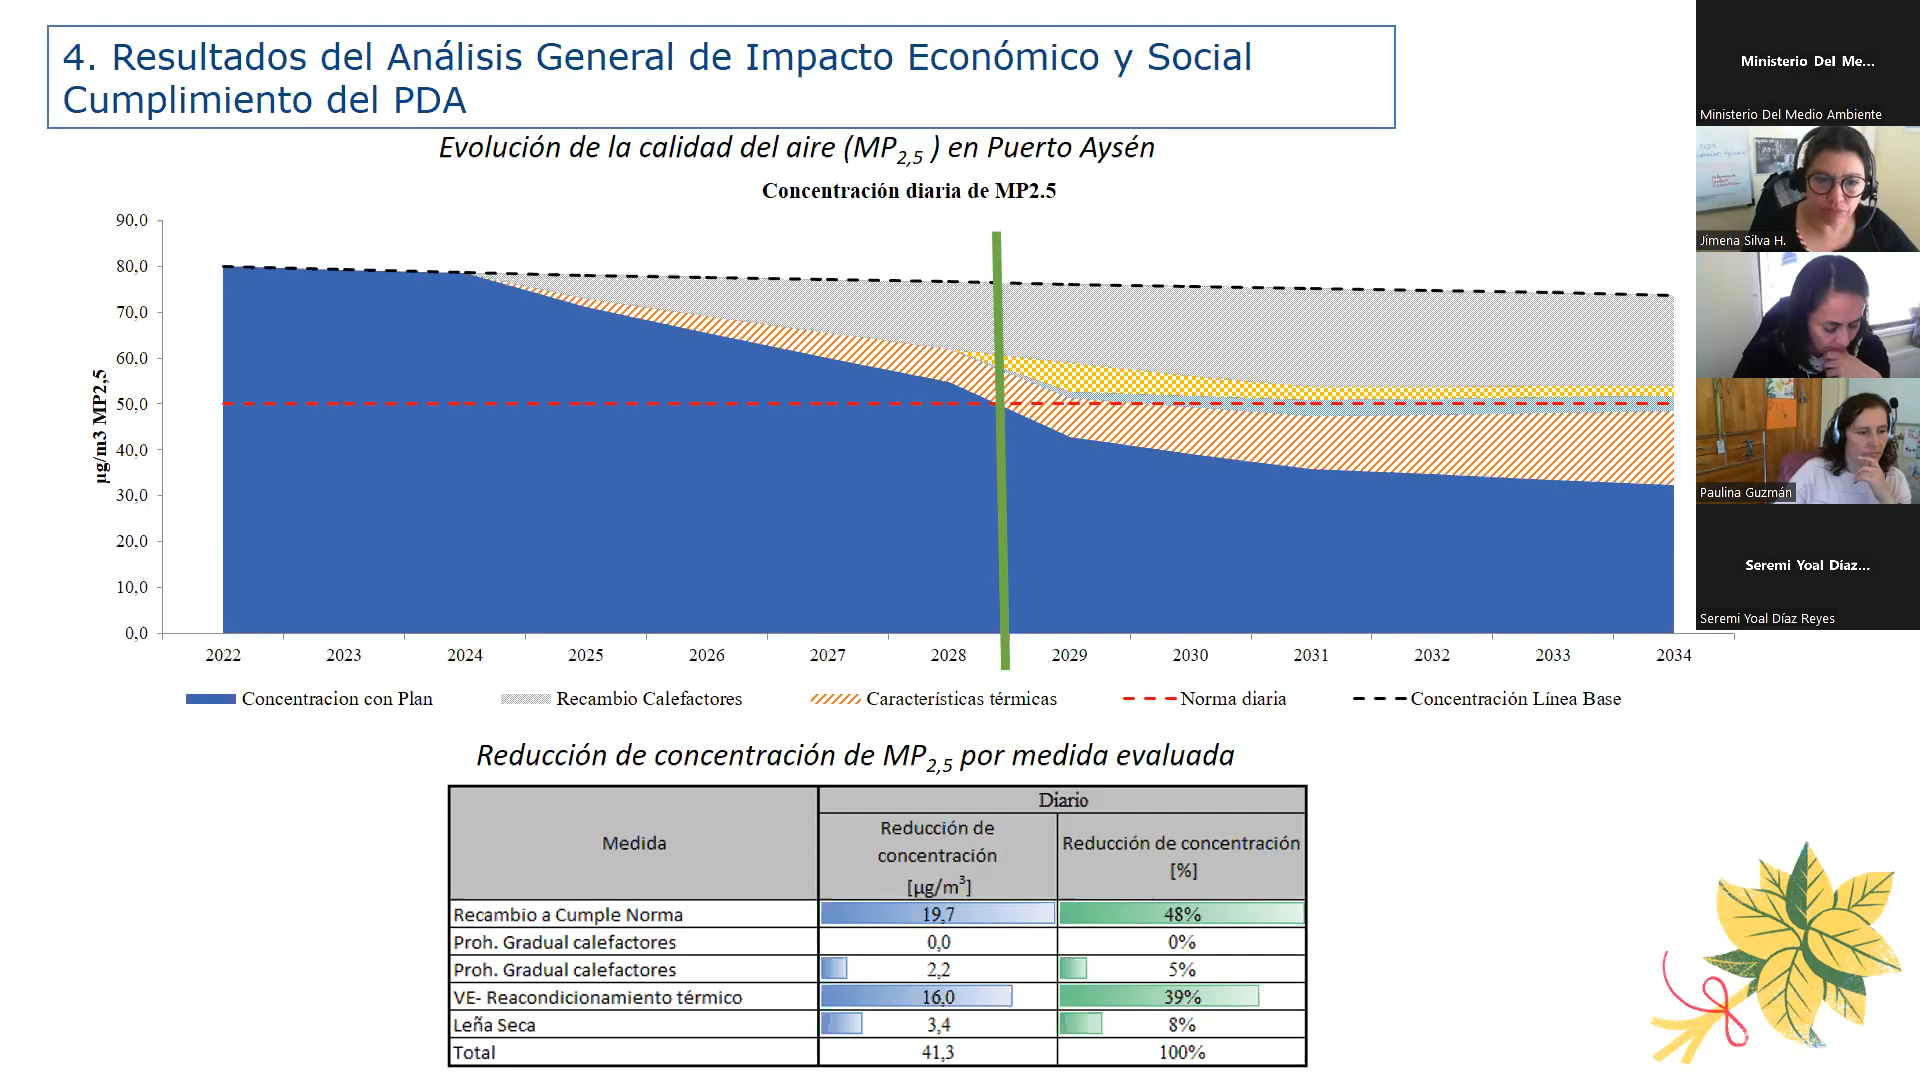 4. Resultados del Análisis General de Impacto Económico y Social
Cumplimiento del PDA
Evolución de la calidad del aire (MP2,5 ) en Puerto Aysén
Concentración diaria de MP2.5
µg/m3 MP2,5
90,0
80,0
70,0
60,0
50,0
40,0
30,0
20,0
10,0
0,0
2022 2023 2024 2025 2026 2027 2028 2029 2030 2031 2032 2033 2034
Concentracion con Plan Recambio Calefactores Características térmicas Norma diaria Concentración Línea Base
Reducción de concentración de MP2,5 por medida evaluada
Medida
Diario
Reducción de
concentración
[µg/m3]
Reducción de concentración
[%]
Recambio a Cumple Norma 19,7 48%
Proh. Gradual calefactores 0,0 0%
Proh. Gradual calefactores 2,2 5%
VE- Reacondicionamiento térmico 16,0 39%
Leña Seca 3,4 8%
Total 41,3 100%
Ministerio Del Me...
Ministerio Del Medio Ambiente
Jimena Silva H.
Paulina Guzmán
Seremi Yoal Díaz...
Seremi Yoal Díaz Reyes